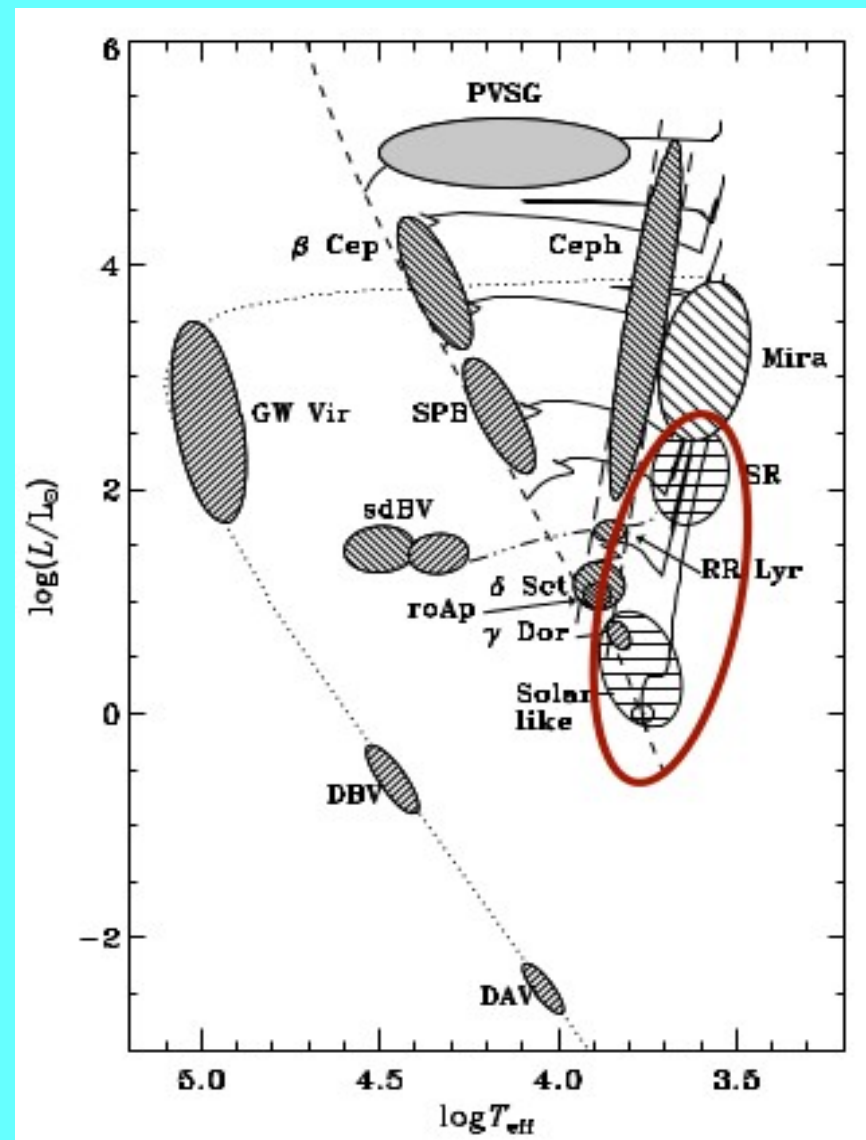 6
PVSG
β Cep
Ceph
4
Mira
GW Vir
SPB
2
SR
sdBV
RR Lyr
δ Sct
roAp
γ Dor
Solar
like
0
DBV
-2
DAV
log(L/L⊙)
5.0 4.5 4.0 3.5
log T_eff